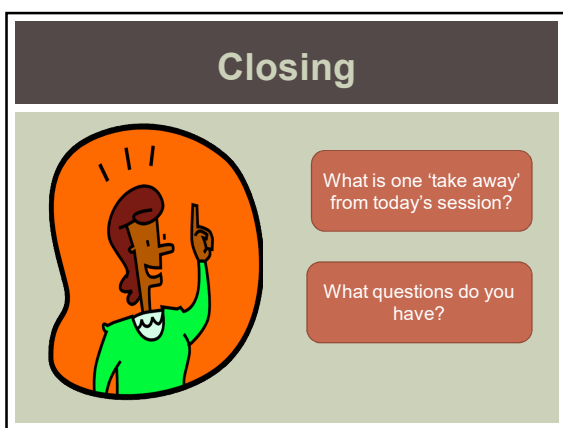 Closing
What is one ‘take away’
from today’s session?
What questions do you
have?